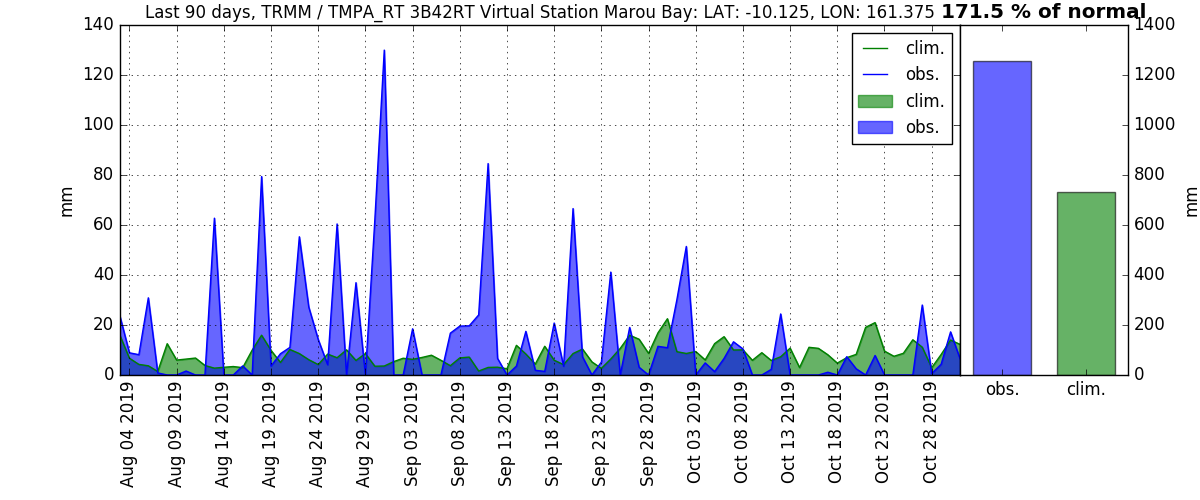 Last 90 days, TRMM / TMPA_RT 3B42RT Virtual Station Marou Bay: LAT: -10.125, LON: 161.375 171.5 % of normal
140
120
100
80
60
40
20
0
mm
clim.
obs.
clim.
obs.
1400
1200
1000
800
600
400
200
0
mm
Aug 04 2019
Aug 09 2019
Aug 14 2019
Aug 19 2019
Aug 24 2019
Aug 29 2019
Sep 03 2019
Sep 08 2019
Sep 13 2019
Sep 18 2019
Sep 23 2019
Sep 28 2019
Oct 03 2019
Oct 08 2019
Oct 13 2019
Oct 18 2019
Oct 23 2019
Oct 28 2019
obs.
clim.